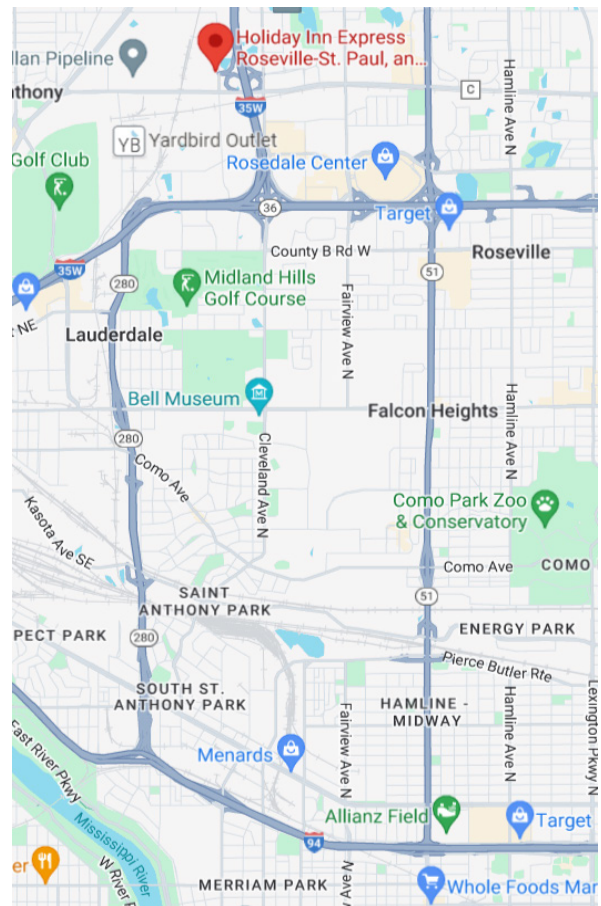 Holiday Inn Express
Roseville-St. Paul, an...
llan Pipeline
Hamline Ave N
C
nthony
35W
YB Yardbird Outlet
Golf Club
Rosedale Center
36
Target
County B Rd W
Roseville
35W
280
51
Midland Hills
Golf Course
Fairview Ave N
t NE
Lauderdale
Bell Museum
Falcon Heights
Hamline Ave N
280
Como Ave
Cleveland Ave N
Como Park Zoo
& Conservatory
Kasota Ave SE
Como Ave
COMO
SAINT
ANTHONY PARK
51
PECT PARK
280
ENERGY PARK
Pierce Butler Rte
SOUTH ST.
ANTHONY PARK
HAMLINE -
MIDWAY
Fairview Ave N
Hamline Ave N
Lexington Pkwy N
East River Pkwy
Menards
Mississippi River
Allianz Field
Target
94
er
W River P
MERRIAM PARK
N Ave N
Whole Foods Mar